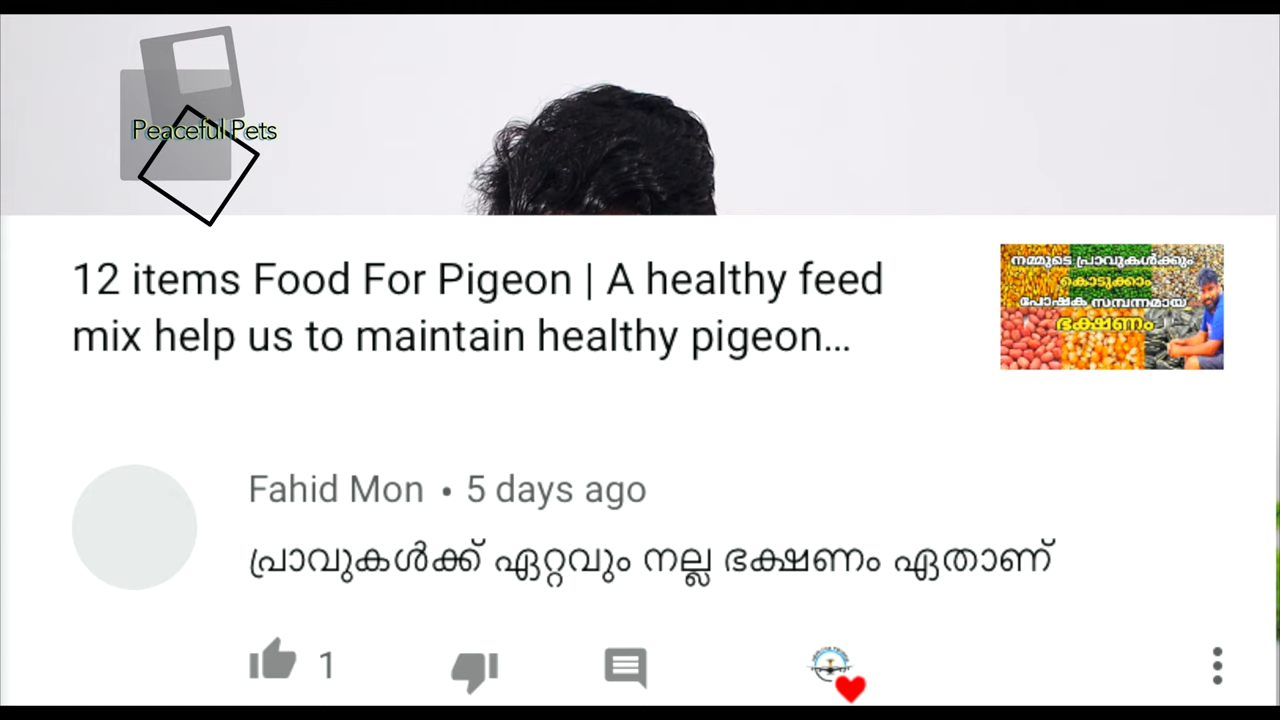 Peaceful Pets
12 items Food For Pigeon | A healthy feed
mix help us to maintain healthy pigeon...
നമ്മുടെ പ്രാവുകൾക്കും
കൊടുക്കാം
പോഷക സമ്പന്നമായ
ഭക്ഷണം
Fahid Mon • 5 days ago
പ്രാവുകൾക്ക് ഏറ്റവും നല്ല ഭക്ഷണം ഏതാണ്
1